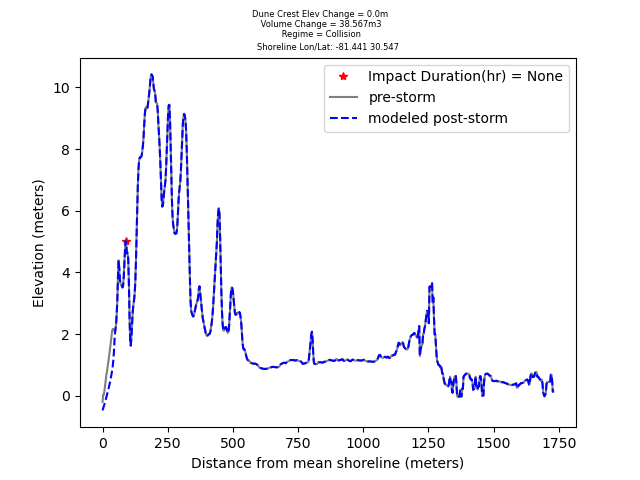 Dune Crest Elev Change = 0.0m
Volume Change = 38.567m3
Regime = Collision
Shoreline Lon/Lat: -81.441 30.547
Impact Duration(hr) = None
pre-storm
modeled post-storm
Elevation (meters)
10
8
6
4
2
0
0 250 500 750 1000 1250 1500 1750
Distance from mean shoreline (meters)